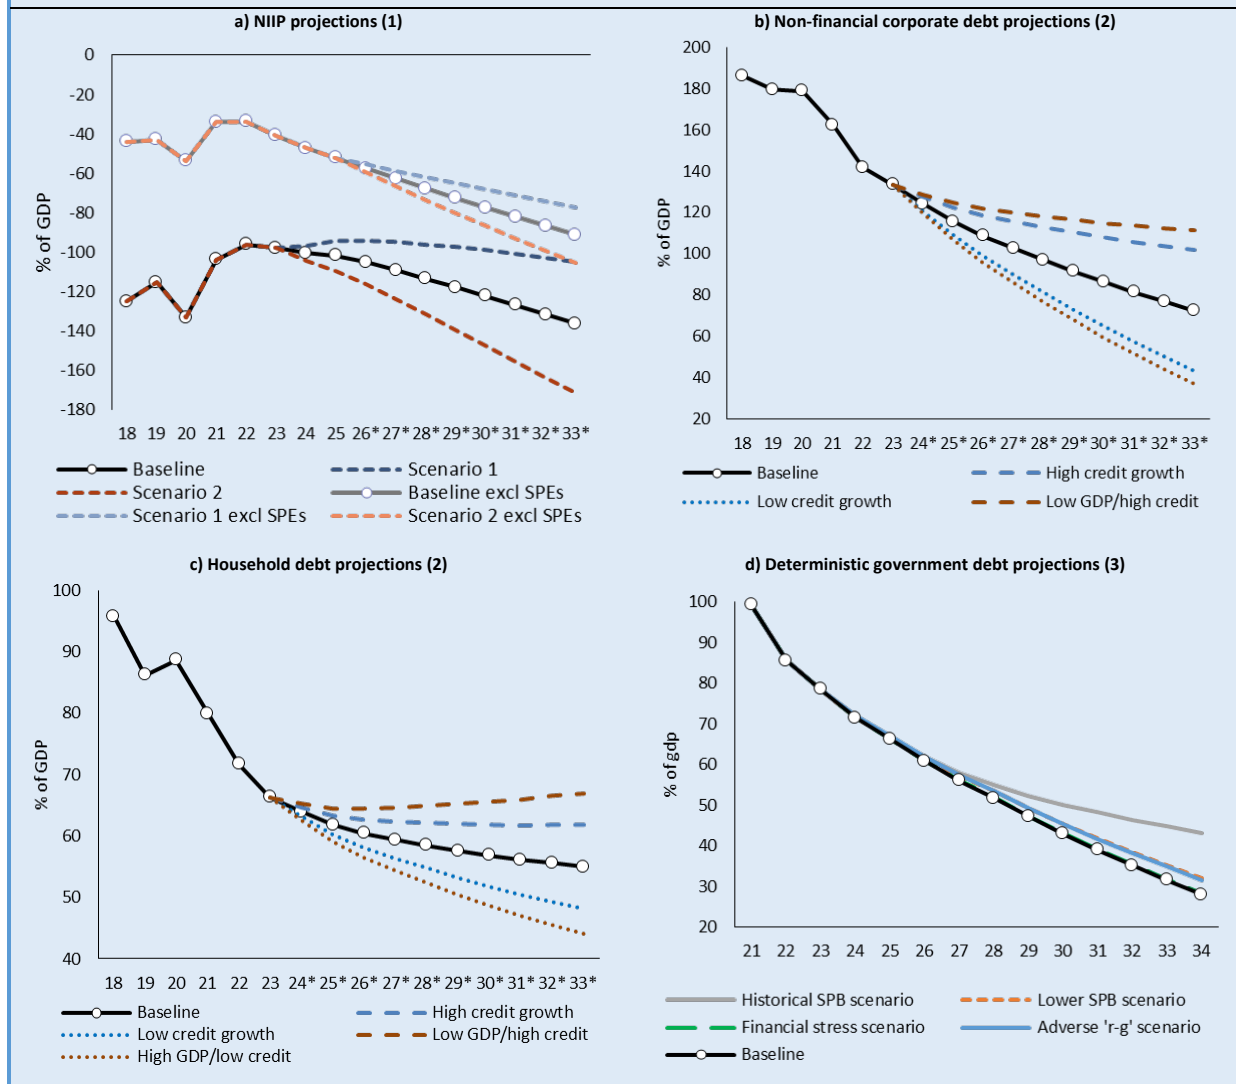 a) NIIP projections (1)
0
-20
-40
-60
-80
-100
-120
-140
-160
-180
% of GDP
18 19 20 21 22 23 24 25 26* 27* 28* 29* 30* 31* 32* 33*
Baseline
Scenario 1
Scenario 2
Baseline excl SPEs
Scenario 1 excl SPEs
Scenario 2 excl SPEs
b) Non-financial corporate debt projections (2)
200
180
160
140
120
100
80
60
40
20
% of GDP
18 19 20 21 22 23 24* 25* 26* 27* 28* 29* 30* 31* 32* 33*
Baseline
High credit growth
Low credit growth
Low GDP/high credit
c) Household debt projections (2)
100
90
80
70
60
50
40
% of GDP
18 19 20 21 22 23 24* 25* 26* 27* 28* 29* 30* 31* 32* 33*
Baseline
High credit growth
Low credit growth
Low GDP/high credit
High GDP/low credit
d) Deterministic government debt projections (3)
100
90
80
70
60
50
40
30
20
% of gdp
21 22 23 24 25 26 27 28 29 30 31 32 33 34
Historical SPB scenario
Lower SPB scenario
Financial stress scenario
Adverse 'r-g' scenario
Baseline